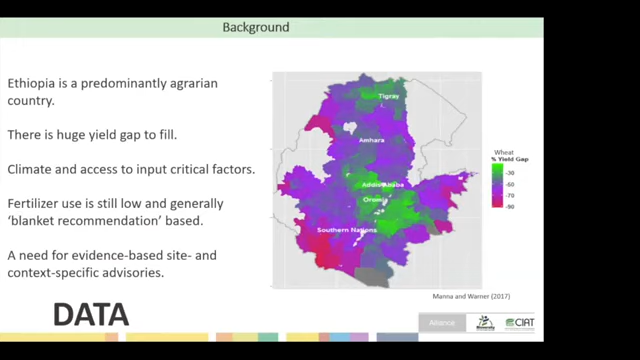 Background
Ethiopia is a predominantly agrarian
country.
There is huge yield gap to fill.
Climate and access to input critical factors.
Fertilizer use is still low and generally
‘blanket recommendation’ based.
A need for evidence-based site- and
context-specific advisories.
DATA
Tigray
Amhara
Addis Ababa
Oromia
Southern Nations
Wheat
% Yield Gap
-30
-60
-70
-90
Manna and Warner (2017)
Alliance
Bioversity
CIAT